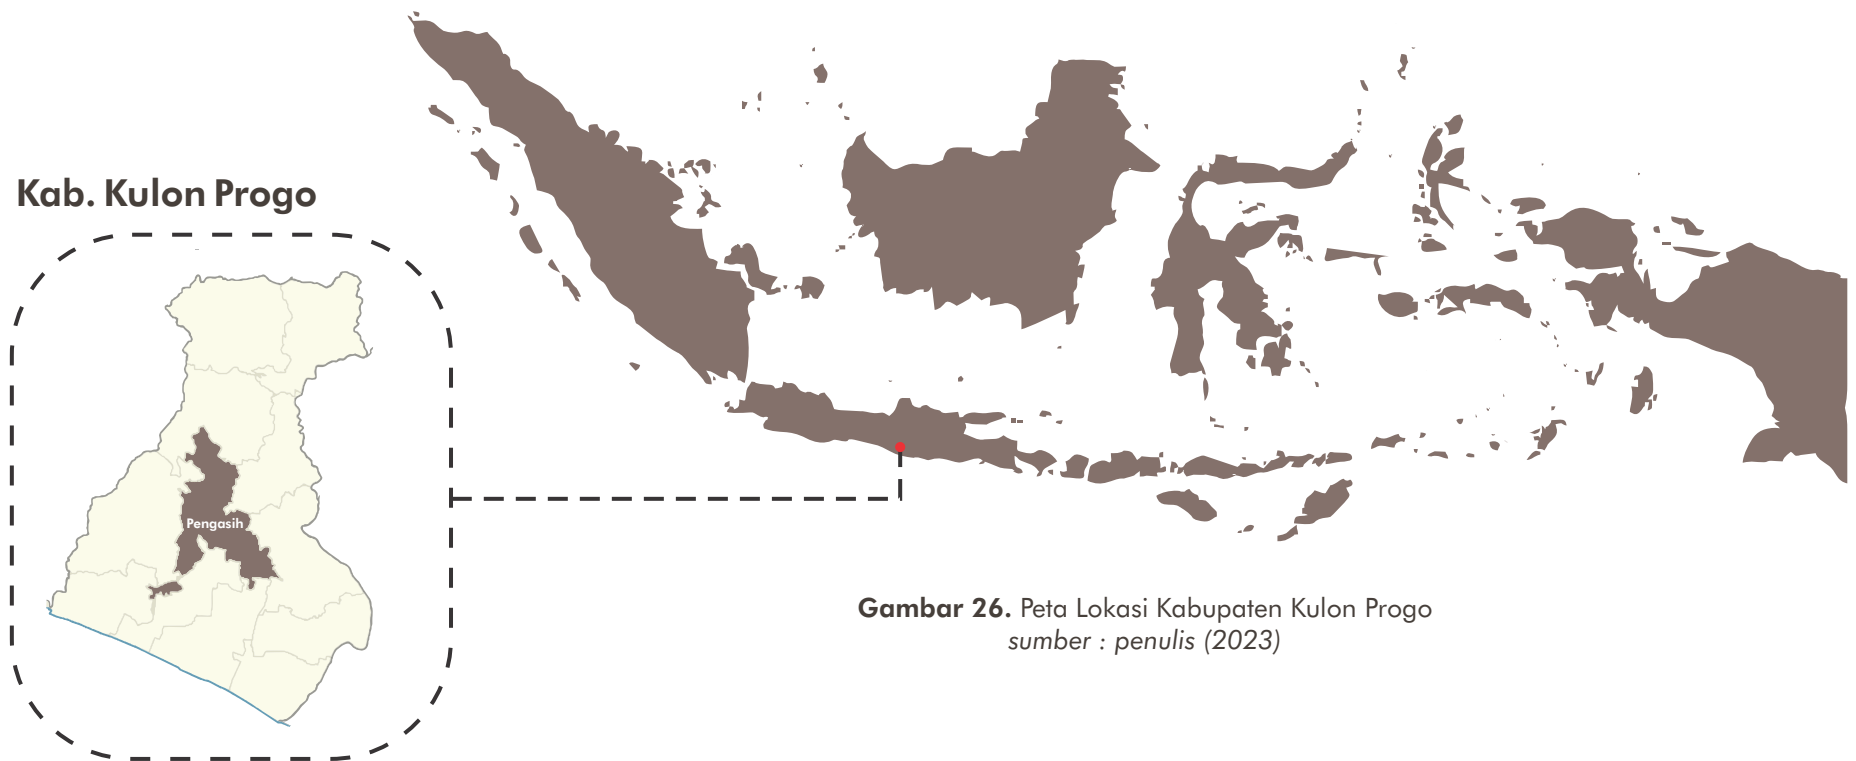 Kab. Kulon Progo
Pengasih
Gambar 26. Peta Lokasi Kabupaten Kulon Progo
sumber : penulis (2023)